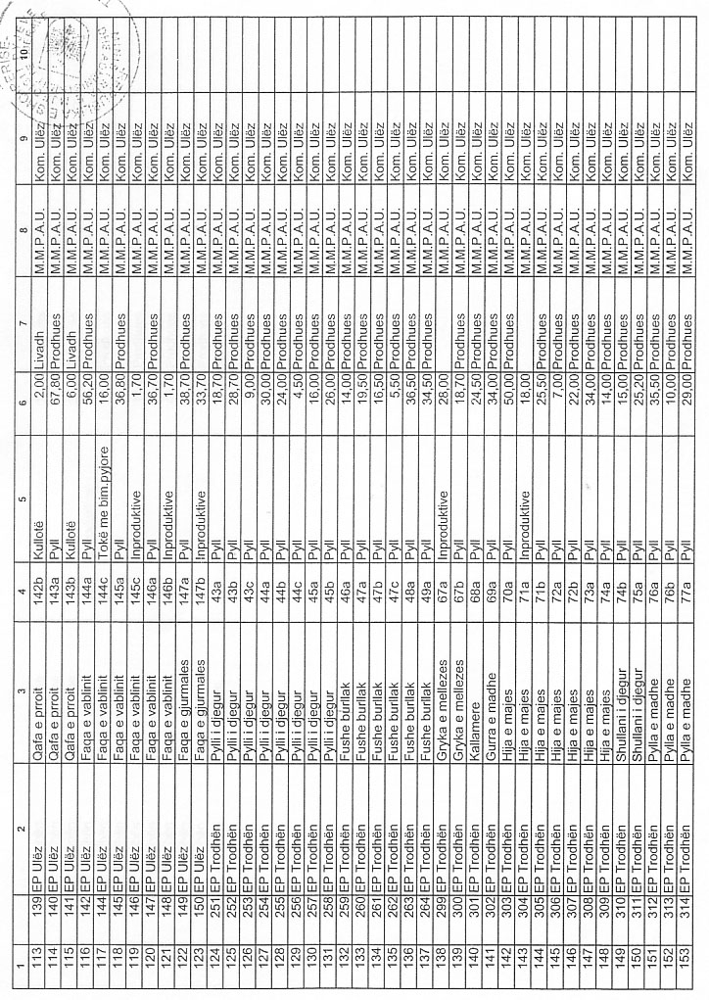 1 2 3 4 5 6 7 8 9 10
113 139 EP Ulëz Qafa e prroit 142b Kullotë 2,00 Livadh M.M.P.A.U. Kom. Ulëz
114 140 EP Ulëz Qafa e prroit 143a Pyll 67,80 Prodhues M.M.P.A.U. Kom. Ulëz
115 141 EP Ulëz Qafa e prroit 143b Kullotë 6,00 Livadh M.M.P.A.U. Kom. Ulëz
116 142 EP Ulëz Faqa e vablinit 144a Pyll 56,20 Prodhues M.M.P.A.U. Kom. Ulëz
117 144 EP Ulëz Faqa e vablinit 144c Tokë me bim.pyjore 16,00 M.M.P.A.U. Kom. Ulëz
118 145 EP Ulëz Faqa e vablinit 145a Pyll 36,80 Prodhues M.M.P.A.U. Kom. Ulëz
119 146 EP Ulëz Faqa e vablinit 145c Inproduktive 1,70 M.M.P.A.U. Kom. Ulëz
120 147 EP Ulëz Faqa e vablinit 146a Pyll 36,70 Prodhues M.M.P.A.U. Kom. Ulëz
121 148 EP Ulëz Faqa e vablinit 146b Inproduktive 1,70 M.M.P.A.U. Kom. Ulëz
122 149 EP Ulëz Faqa e gjurmales 147a Pyll 38,70 Prodhues M.M.P.A.U. Kom. Ulëz
123 150 EP Ulëz Faqa e gjurmales 147b Inproduktive 33,70 M.M.P.A.U. Kom. Ulëz
124 251 EP Trodhën Pylli i djegur 43a Pyll 18,70 Prodhues M.M.P.A.U. Kom. Ulëz
125 252 EP Trodhën Pylli i djegur 43b Pyll 28,70 Prodhues M.M.P.A.U. Kom. Ulëz
126 253 EP Trodhën Pylli i djegur 43c Pyll 9,00 Prodhues M.M.P.A.U. Kom. Ulëz
127 254 EP Trodhën Pylli i djegur 44a Pyll 30,00 Prodhues M.M.P.A.U. Kom. Ulëz
128 255 EP Trodhën Pylli i djegur 44b Pyll 24,00 Prodhues M.M.P.A.U. Kom. Ulëz
129 256 EP Trodhën Pylli i djegur 44c Pyll 4,50 Prodhues M.M.P.A.U. Kom. Ulëz
130 257 EP Trodhën Pylli i djegur 45a Pyll 16,00 Prodhues M.M.P.A.U. Kom. Ulëz
131 258 EP Trodhën Pylli i djegur 45b Pyll 26,00 Prodhues M.M.P.A.U. Kom. Ulëz
132 259 EP Trodhën Fushe burllak 46a Pyll 14,00 Prodhues M.M.P.A.U. Kom. Ulëz
133 260 EP Trodhën Fushe burllak 47a Pyll 19,50 Prodhues M.M.P.A.U. Kom. Ulëz
134 261 EP Trodhën Fushe burllak 47b Pyll 16,50 Prodhues M.M.P.A.U. Kom. Ulëz
135 262 EP Trodhën Fushe burllak 47c Pyll 5,50 Prodhues M.M.P.A.U. Kom. Ulëz
136 263 EP Trodhën Fushe burllak 48a Pyll 36,50 Prodhues M.M.P.A.U. Kom. Ulëz
137 264 EP Trodhën Fushe burllak 49a Pyll 34,50 Prodhues M.M.P.A.U. Kom. Ulëz
138 299 EP Trodhën Gryka e mellezes 67a Inproduktive 28,00 M.M.P.A.U. Kom. Ulëz
139 300 EP Trodhën Gryka e mellezes 67b Pyll 18,70 Prodhues M.M.P.A.U. Kom. Ulëz
140 301 EP Trodhën Kallamere 68a Pyll 24,50 Prodhues M.M.P.A.U. Kom. Ulëz
141 302 EP Trodhën Gurra e madhe 69a Pyll 34,00 Prodhues M.M.P.A.U. Kom. Ulëz
142 303 EP Trodhën Hija e majes 70a Pyll 50,00 Prodhues M.M.P.A.U. Kom. Ulëz
143 304 EP Trodhën Hija e majes 71a Inproduktive 18,00 M.M.P.A.U. Kom. Ulëz
144 305 EP Trodhën Hija e majes 71b Pyll 25,50 Prodhues M.M.P.A.U. Kom. Ulëz
145 306 EP Trodhën Hija e majes 72a Pyll 7,00 Prodhues M.M.P.A.U. Kom. Ulëz
146 307 EP Trodhën Hija e majes 72b Pyll 22,00 Prodhues M.M.P.A.U. Kom. Ulëz
147 308 EP Trodhën Hija e majes 73a Pyll 34,00 Prodhues M.M.P.A.U. Kom. Ulëz
148 309 EP Trodhën Hija e majes 74a Pyll 14,00 Prodhues M.M.P.A.U. Kom. Ulëz
149 310 EP Trodhën Shullani i djegur 74b Pyll 15,00 Prodhues M.M.P.A.U. Kom. Ulëz
150 311 EP Trodhën Shullani i djegur 75a Pyll 25,20 Prodhues M.M.P.A.U. Kom. Ulëz
151 312 EP Trodhën Pylla e madhe 76a Pyll 35,50 Prodhues M.M.P.A.U. Kom. Ulëz
152 313 EP Trodhën Pylla e madhe 76b Pyll 10,00 Prodhues M.M.P.A.U. Kom. Ulëz
153 314 EP Trodhën Pylla e madhe 77a Pyll 29,00 Prodhues M.M.P.A.U. Kom. Ulëz